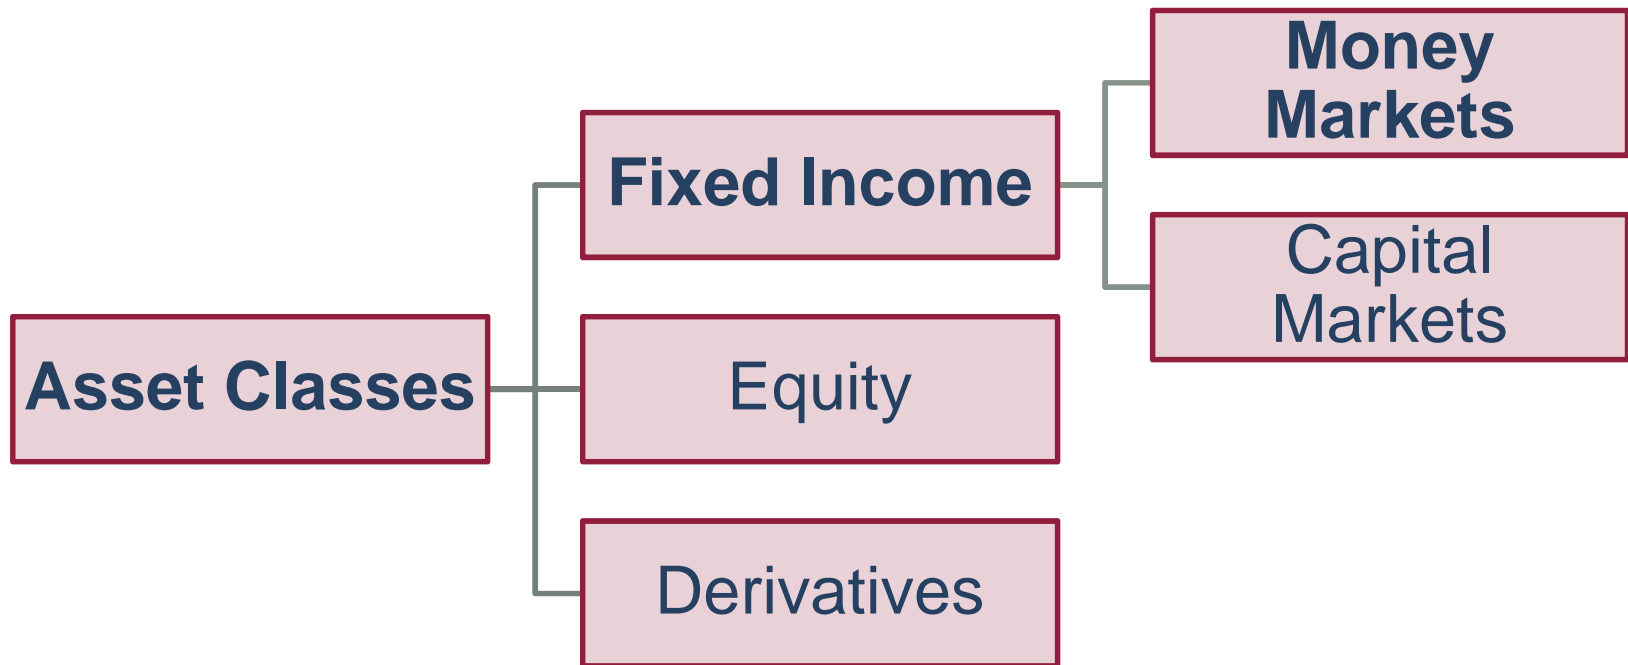 Money
Markets
Fixed Income
Capital
Markets
Asset Classes
Equity
Derivatives